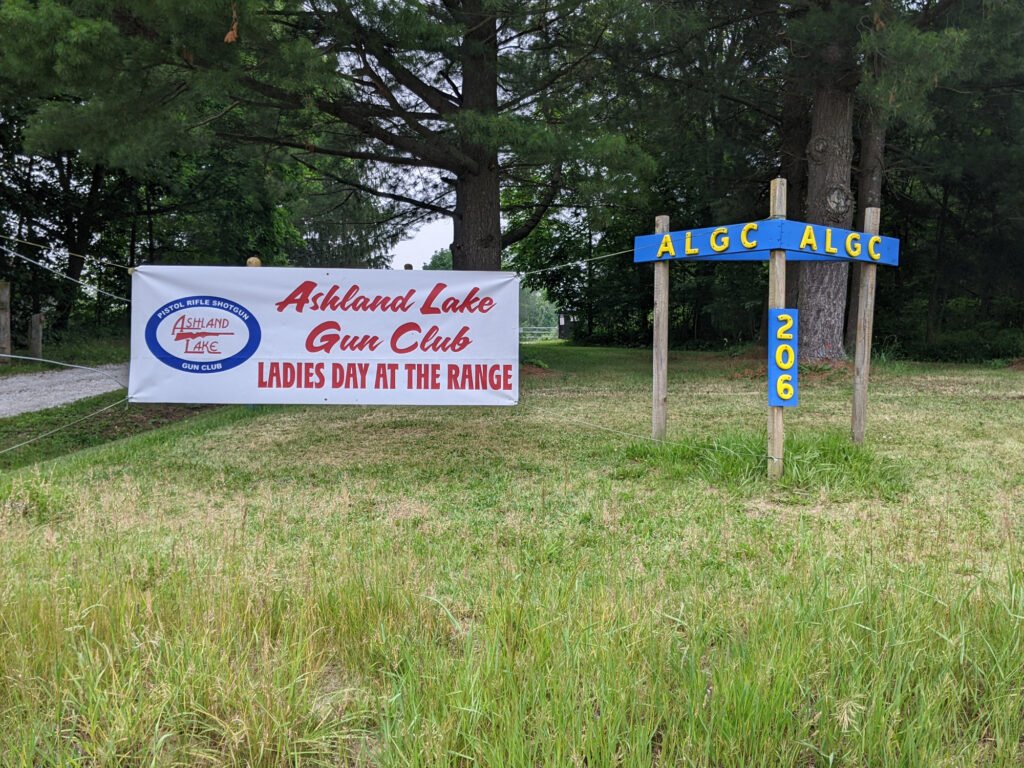 PISTOL RIFLE SHOTGUN
ASHLAND
LAKE
GUN CLUB
Ashland Lake
Gun Club
LADIES DAY AT THE RANGE
ALGC
ALGC
206